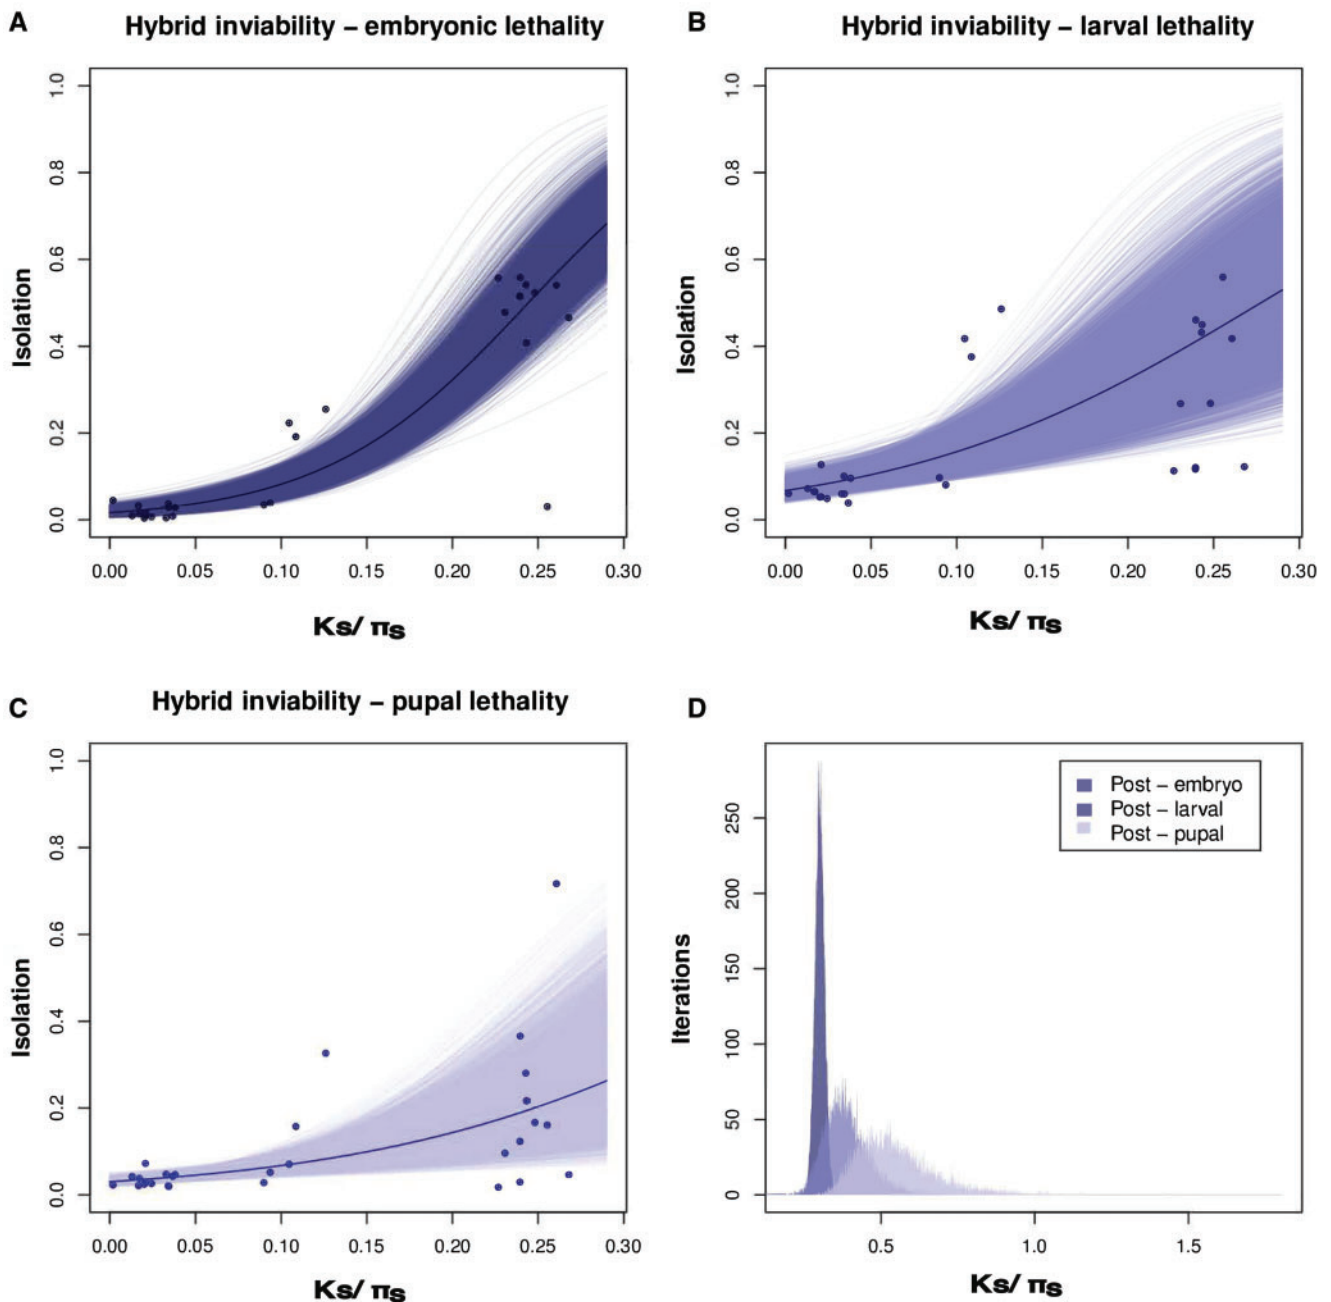 A
Hybrid inviability – embryonic lethality
1.0
0.8
0.6
0.4
0.2
0.0
Isolation
0.00 0.05 0.10 0.15 0.20 0.25 0.30
Ks/ πs
B
Hybrid inviability – larval lethality
1.0
0.8
0.6
0.4
0.2
0.0
Isolation
0.00 0.05 0.10 0.15 0.20 0.25 0.30
Ks/ πs
C
Hybrid inviability – pupal lethality
1.0
0.8
0.6
0.4
0.2
0.0
Isolation
0.00 0.05 0.10 0.15 0.20 0.25 0.30
Ks/ πs
D
Post – embryo
Post – larval
Post – pupal
250
200
150
100
50
0
Iterations
0.5 1.0 1.5
Ks/ πs